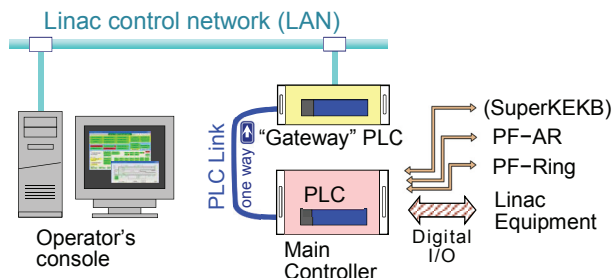 Linac control network (LAN)
PLC Link
one way
"Gateway" PLC
(SuperKEKB)
PF−AR
PF-Ring
PLC
Linac
Equipment
Digital
I/O
Operator's
console
Main
Controller